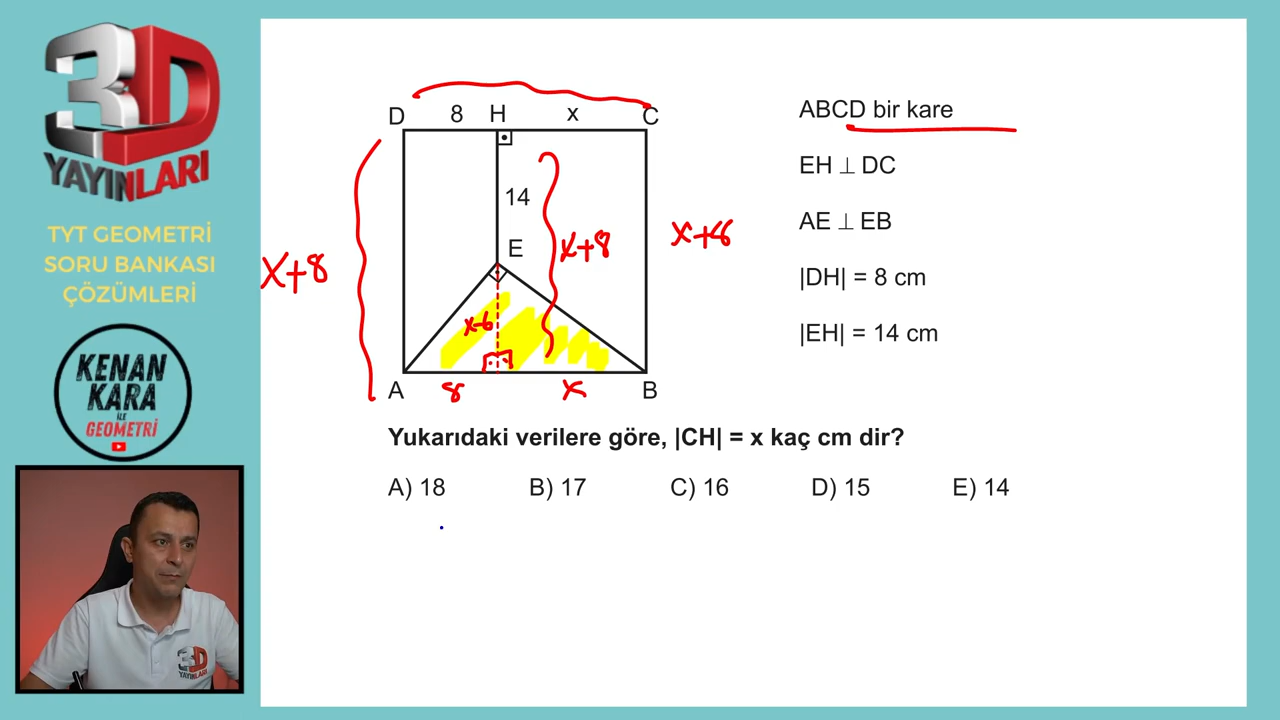 3D
YAYINLARI
TYT GEOMETRİ
SORU BANKASI
ÇÖZÜMLERİ
KENAN
KARA
İLE
GEOMETRİ
3D
YAYINLARI
D 8 H x C
14
E
x+8
x+8
x+6
x-6
8
x
A
B
ABCD bir kare
EH ⊥ DC
AE ⊥ EB
|DH| = 8 cm
|EH| = 14 cm
Yukarıdaki verilere göre, |CH| = x kaç cm dir?
A) 18 B) 17 C) 16 D) 15 E) 14